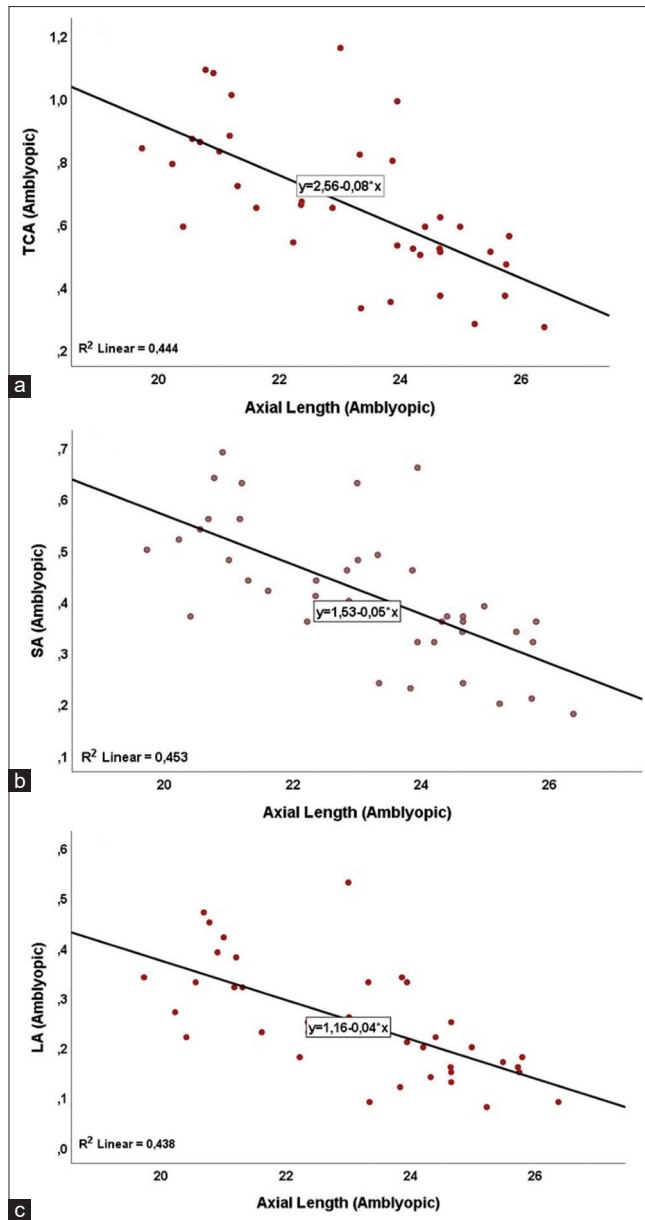 1,2
1,0
,8
,6
,4
,2
TCA (Amblyopic)
y=2,56-0,08*x
R² Linear = 0,444
20 22 24 26
Axial Length (Amblyopic)
a
,7
,6
,5
,4
,3
,2
,1
SA (Amblyopic)
y=1,53-0,05*x
R² Linear = 0,453
20 22 24 26
Axial Length (Amblyopic)
b
,6
,5
,4
,3
,2
,1
,0
LA (Amblyopic)
y=1,16-0,04*x
R² Linear = 0,438
20 22 24 26
Axial Length (Amblyopic)
c